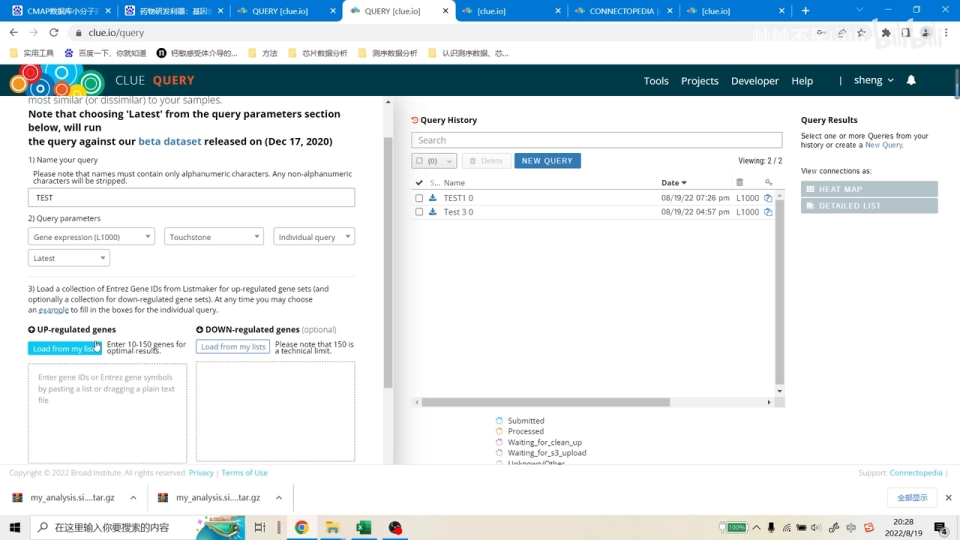 CMAP数据库小分子药
药物研发利器：基因
QUERY [clue.io]
QUERY [clue.io]
[clue.io]
CONNECTOPEDIA [clue.io]
[clue.io]
clue.io/query
实用工具
百度一下，你就知道
钙敏感受体介导的...
方法
芯片数据分析
测序数据分析
认识测序数据、芯...
bilibili
CLUE QUERY
Tools
Projects
Developer
Help
sheng
most similar (or dissimilar) to your samples.
Note that choosing 'Latest' from the query parameters section
below, will run
the query against our beta dataset released on (Dec 17, 2020)
1) Name your query
Please note that names must contain only alphanumeric characters. Any non-alphanumeric
characters will be stripped.
TEST
2) Query parameters
Gene expression (L1000)
Touchstone
Individual query
Latest
3) Load a collection of Entrez Gene IDs from Listmaker for up-regulated gene sets (and
optionally a collection for down-regulated gene sets). At any time you may choose
an example to fill in the boxes for the individual query.
UP-regulated genes
Load from my lists
Enter 10-150 genes for
optimal results.
Enter gene IDs or Entrez gene symbols
by pasting a list or dragging a plain text
file
DOWN-regulated genes (optional)
Load from my lists
Please note that 150 is
a technical limit.
Query History
Search
(0)
Delete
NEW QUERY
Viewing: 2 / 2
S... Name Date
TEST1 0 08/19/22 07:26 pm L1000
Test 3 0 08/19/22 04:57 pm L1000
Submitted
Processed
Waiting_for_clean_up
Waiting_for_s3_upload
Unknown/Other
Query Results
Select one or more Queries from your
history or create a New Query.
View connections as:
HEAT MAP
DETAILED LIST
Copyright © 2022 Broad Institute. All rights reserved. Privacy | Terms of Use
Support: Connectopedia |
my_analysis.si....tar.gz
my_analysis.si....tar.gz
全部显示
在这里输入你要搜索的内容
100%
中
20:28
2022/8/19
4